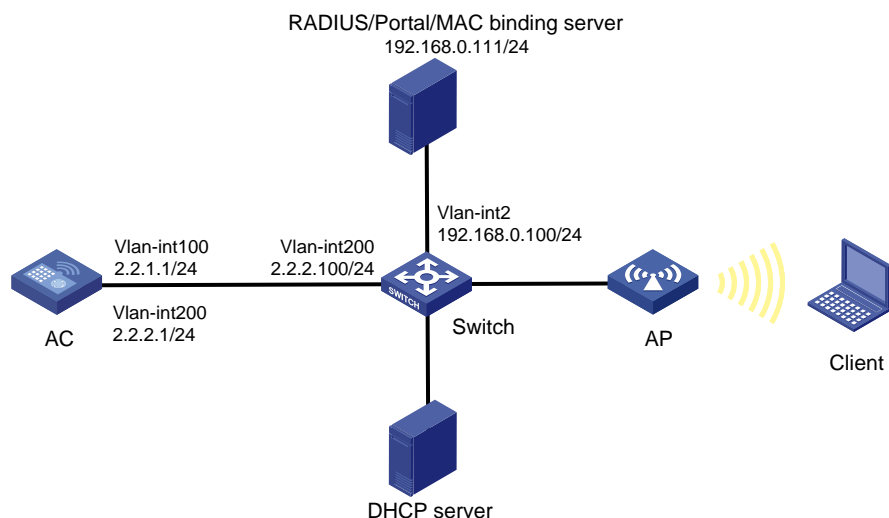 RADIUS/Portal/MAC binding server
192.168.0.111/24
Vlan-int2
192.168.0.100/24
Vlan-int100
2.2.1.1/24
Vlan-int200
2.2.2.100/24
Vlan-int200
2.2.2.1/24
SWITCH
AC
Switch
AP
Client
DHCP server